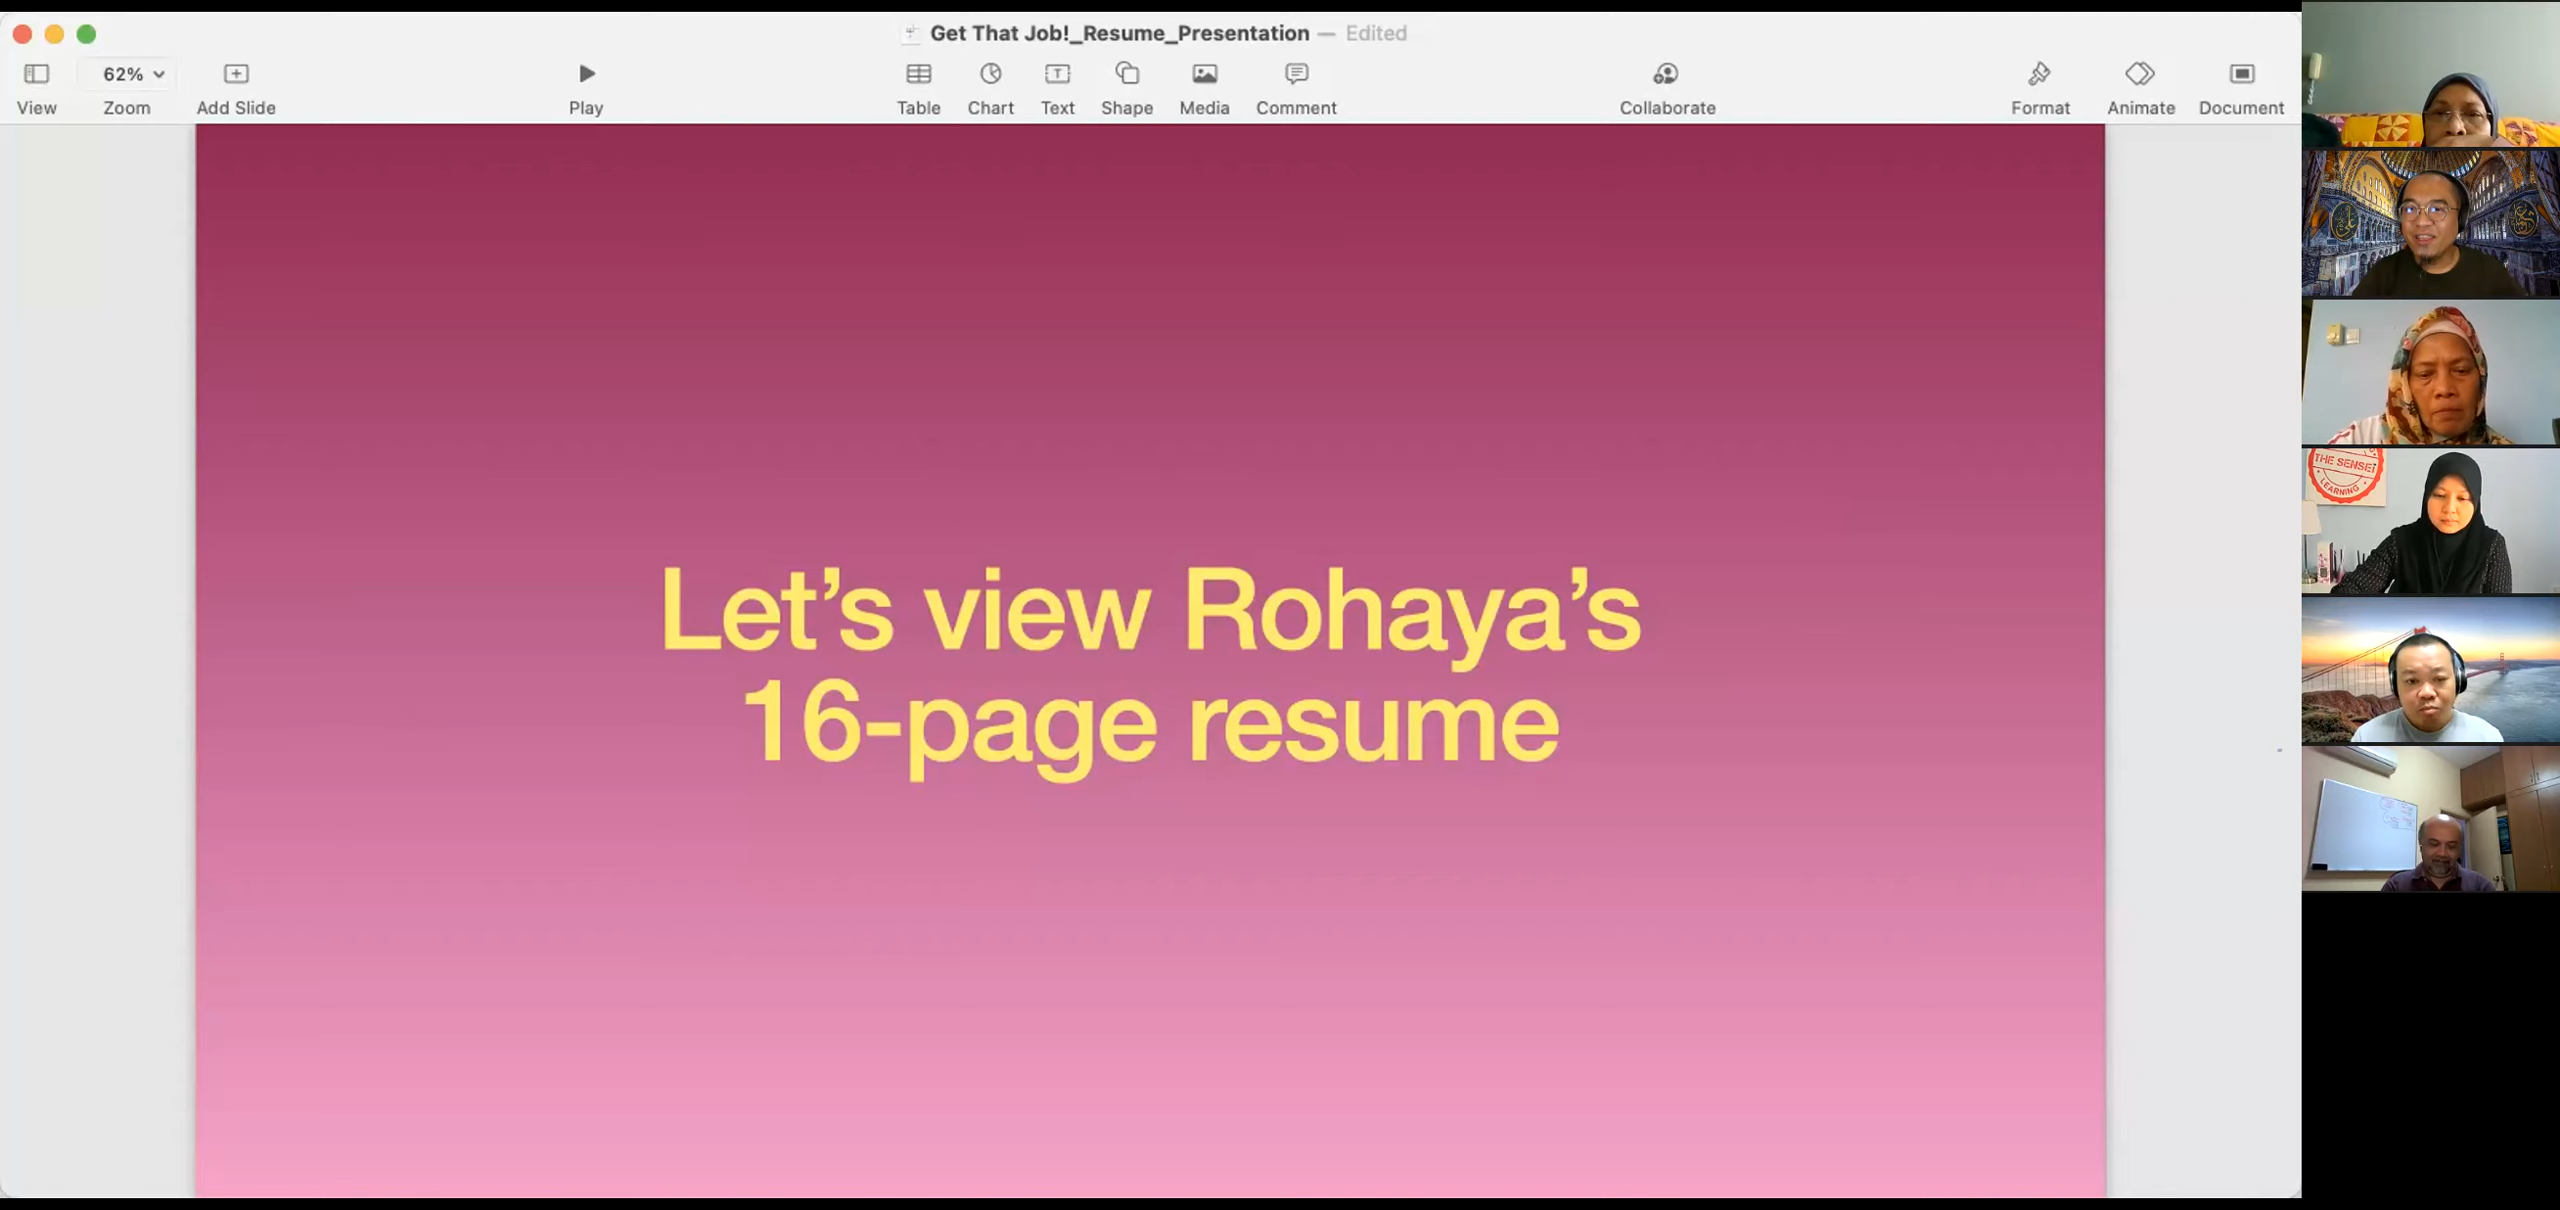 Get That Job!_Resume_Presentation — Edited
62%
View
Zoom
Add Slide
Play
Table
Chart
Text
Shape
Media
Comment
Collaborate
Format
Animate
Document
Let’s view Rohaya’s
16-page resume
THE SENSEI
LEARNING